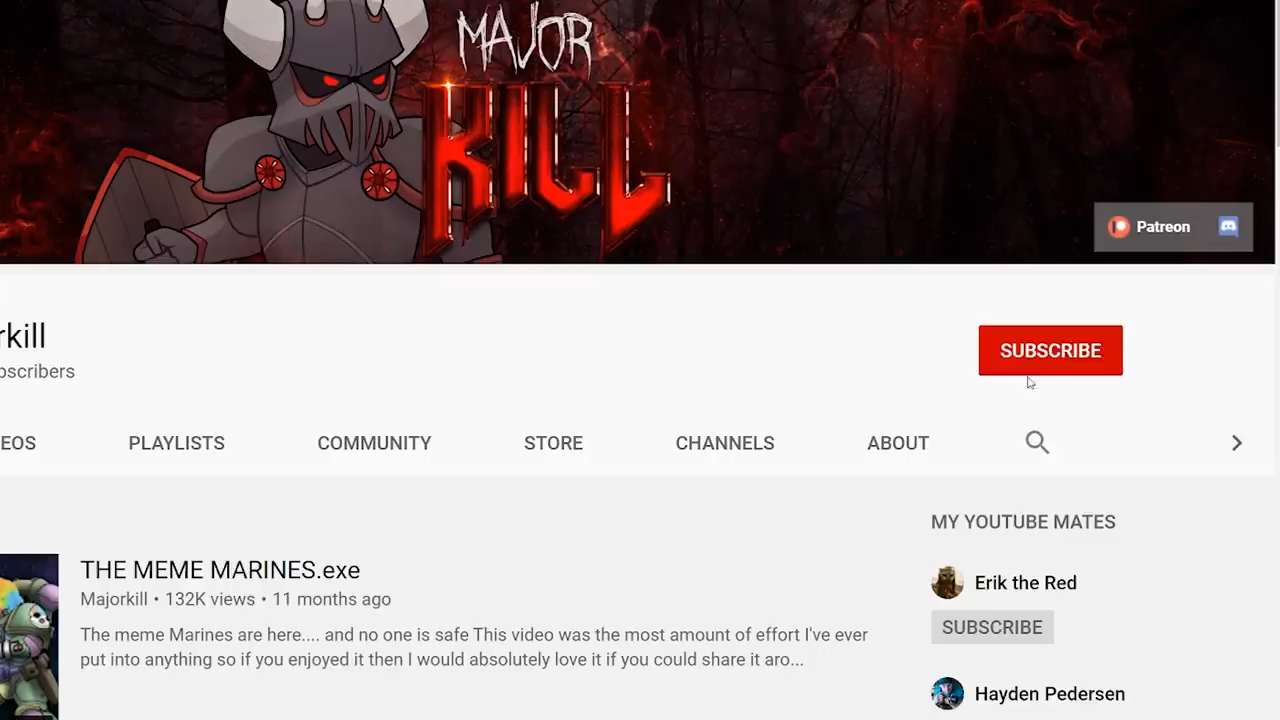 MAJOR
KILL
Patreon
rkill
SUBSCRIBE
bscribers
EOS PLAYLISTS COMMUNITY STORE CHANNELS ABOUT
MY YOUTUBE MATES
THE MEME MARINES.exe
Majorkill • 132K views • 11 months ago
The meme Marines are here.... and no one is safe This video was the most amount of effort I've ever
put into anything so if you enjoyed it then I would absolutely love it if you could share it aro...
Erik the Red
SUBSCRIBE
Hayden Pedersen